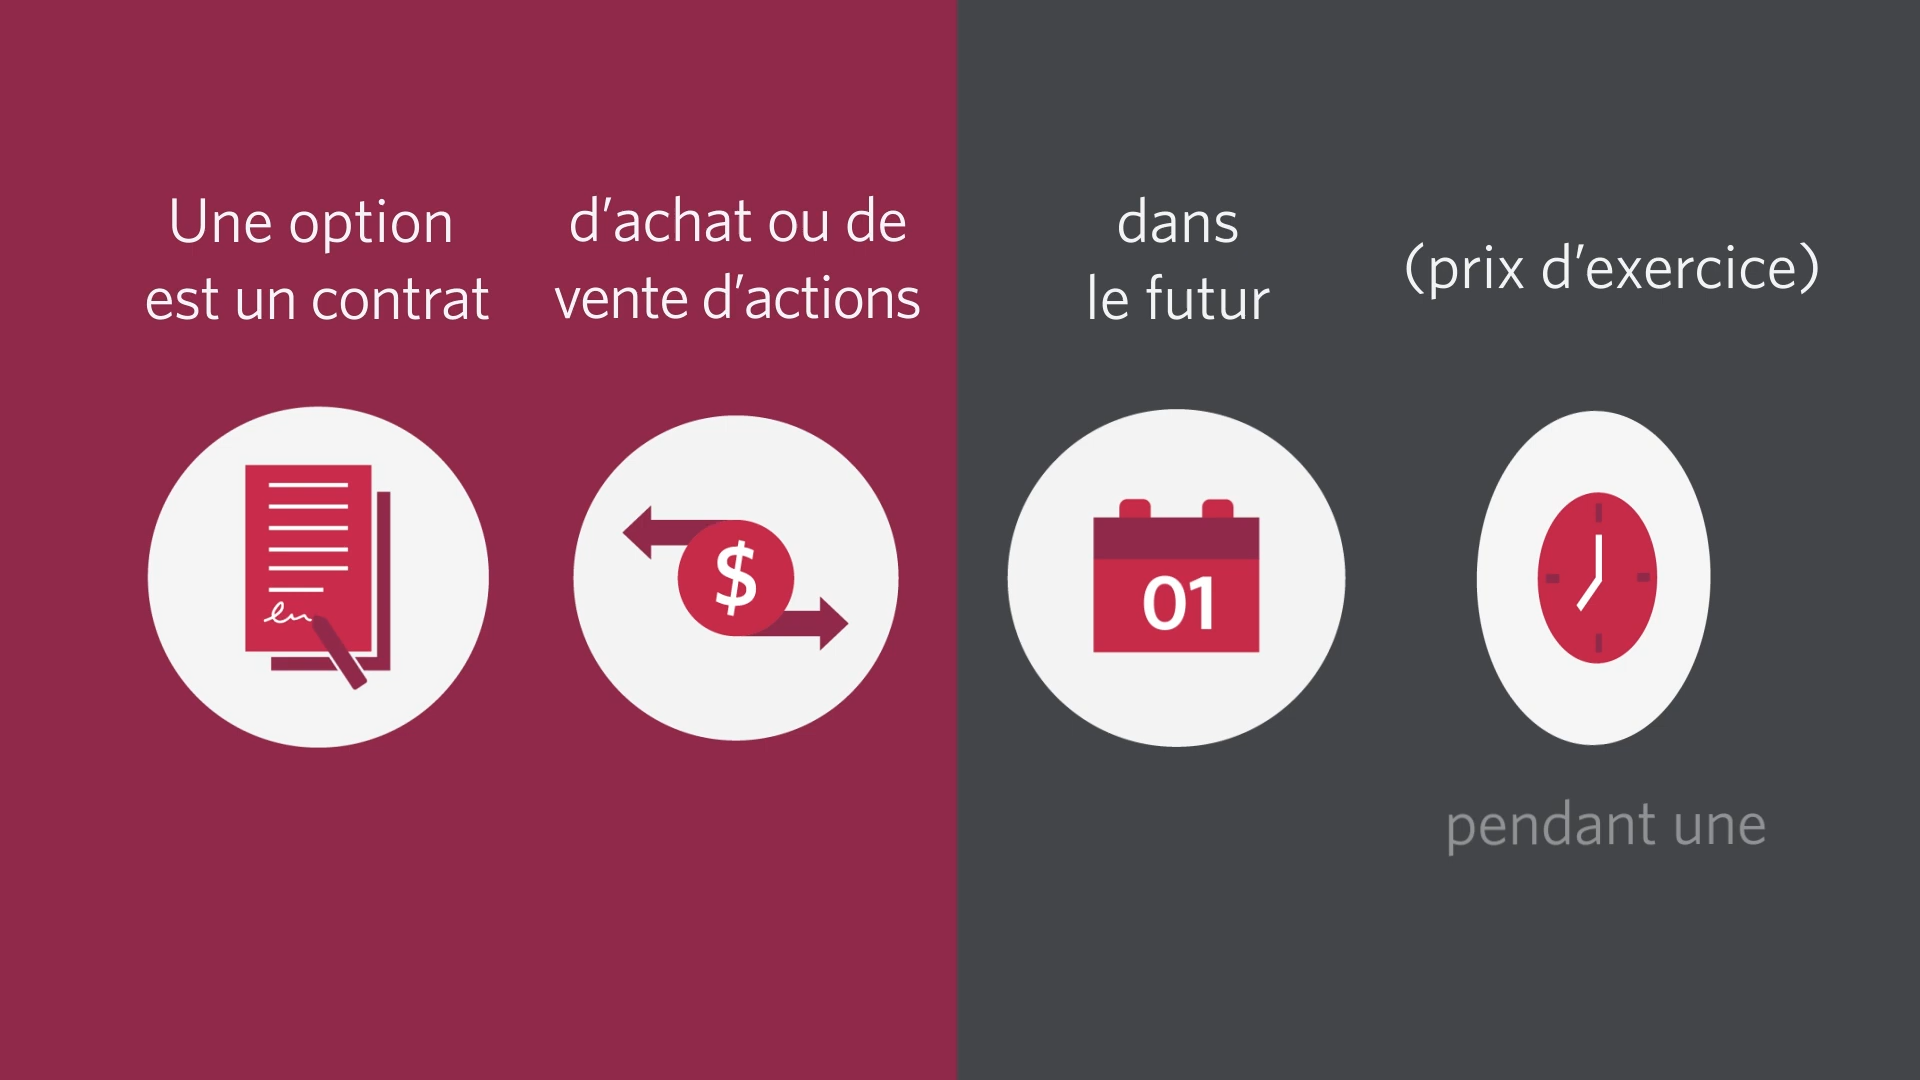 Une option
est un contrat
d'achat ou de
vente d'actions
dans
le futur
(prix d'exercice)
$
01
pendant une